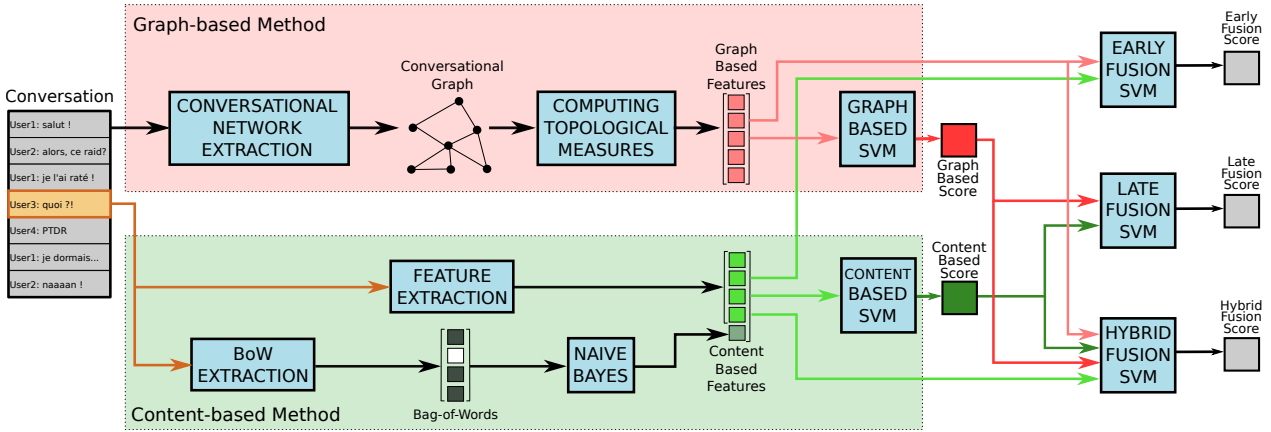 Graph-based Method
Conversation
User1: salut !
User2: alors, ce raid?
User1: je l'ai raté !
User3: quoi ?!
User4: PTDR
User1: je dormais...
User2: naaaan !
CONVERSATIONAL
NETWORK
EXTRACTION
Conversational
Graph
COMPUTING
TOPOLOGICAL
MEASURES
Graph
Based
Features
GRAPH
BASED
SVM
Graph
Based
Score
FEATURE
EXTRACTION
BoW
EXTRACTION
Bag-of-Words
NAIVE
BAYES
Content
Based
Features
CONTENT
BASED
SVM
Content
Based
Score
Content-based Method
EARLY
FUSION
SVM
Early
Fusion
Score
LATE
FUSION
SVM
Late
Fusion
Score
HYBRID
FUSION
SVM
Hybrid
Fusion
Score